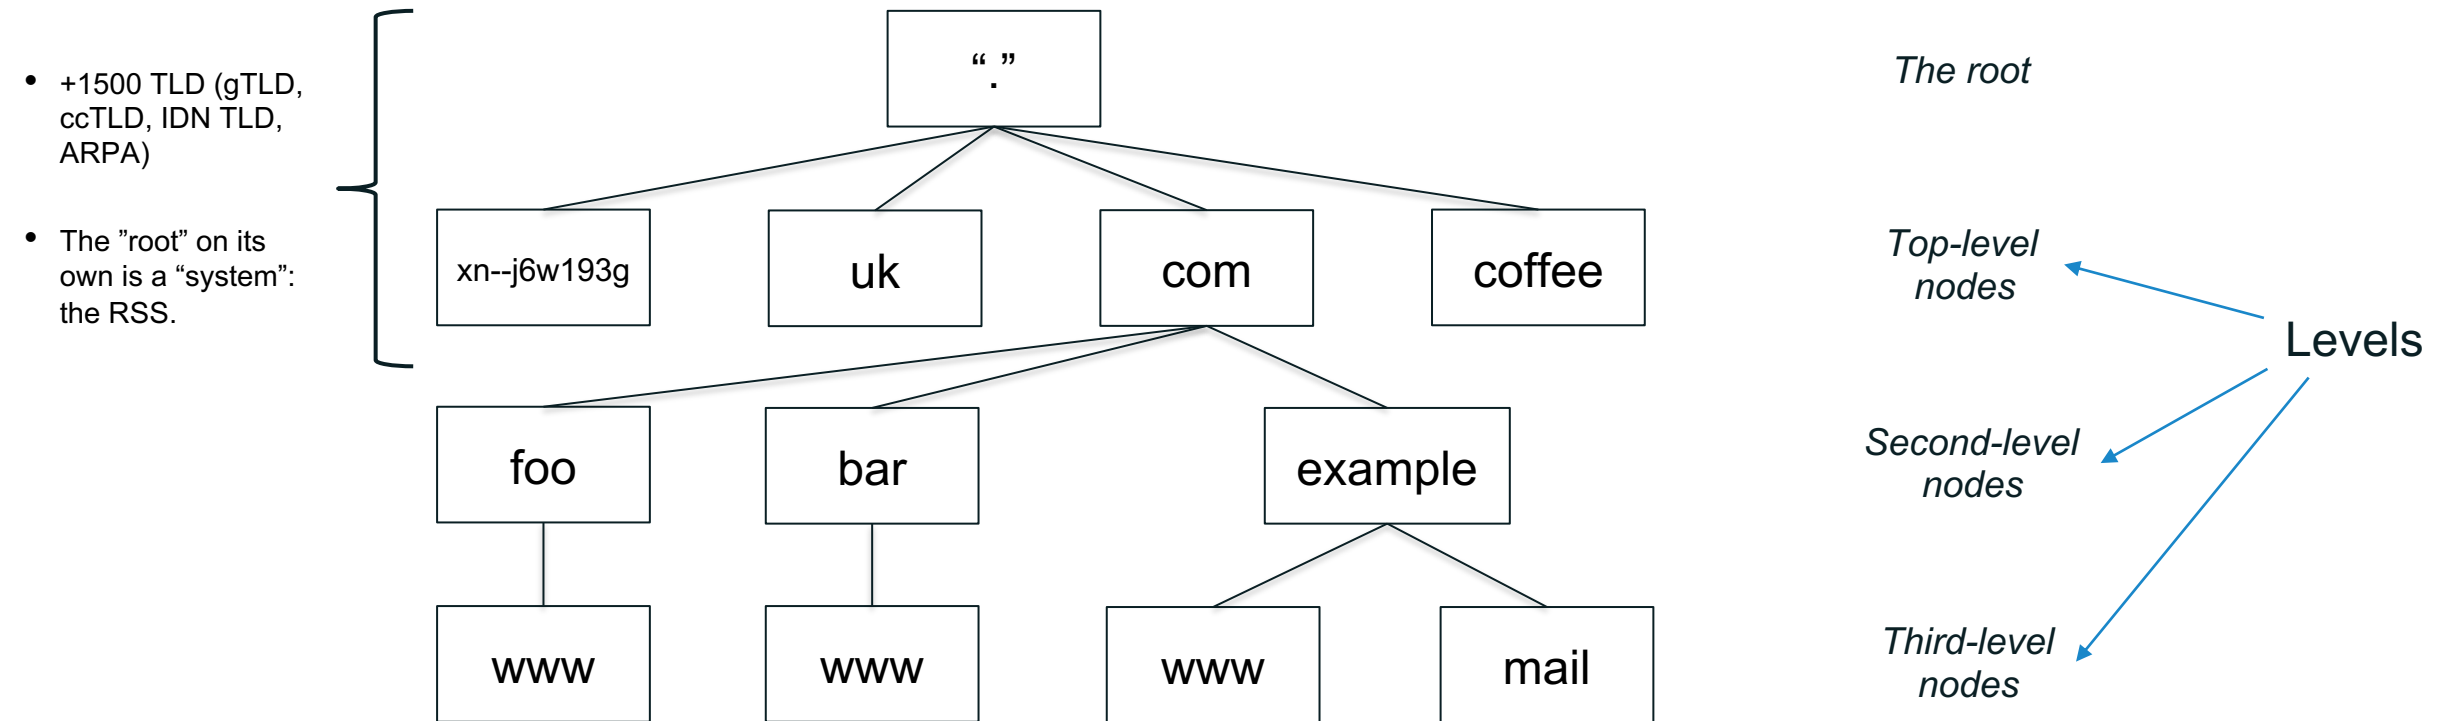 • +1500 TLD (gTLD,
ccTLD, IDN TLD,
ARPA)
• The ”root” on its
own is a “system”:
the RSS.
“.”
The root
xn--j6w193g
uk
com
coffee
Top-level
nodes
Levels
foo
bar
example
Second-level
nodes
www
www
www
mail
Third-level
nodes